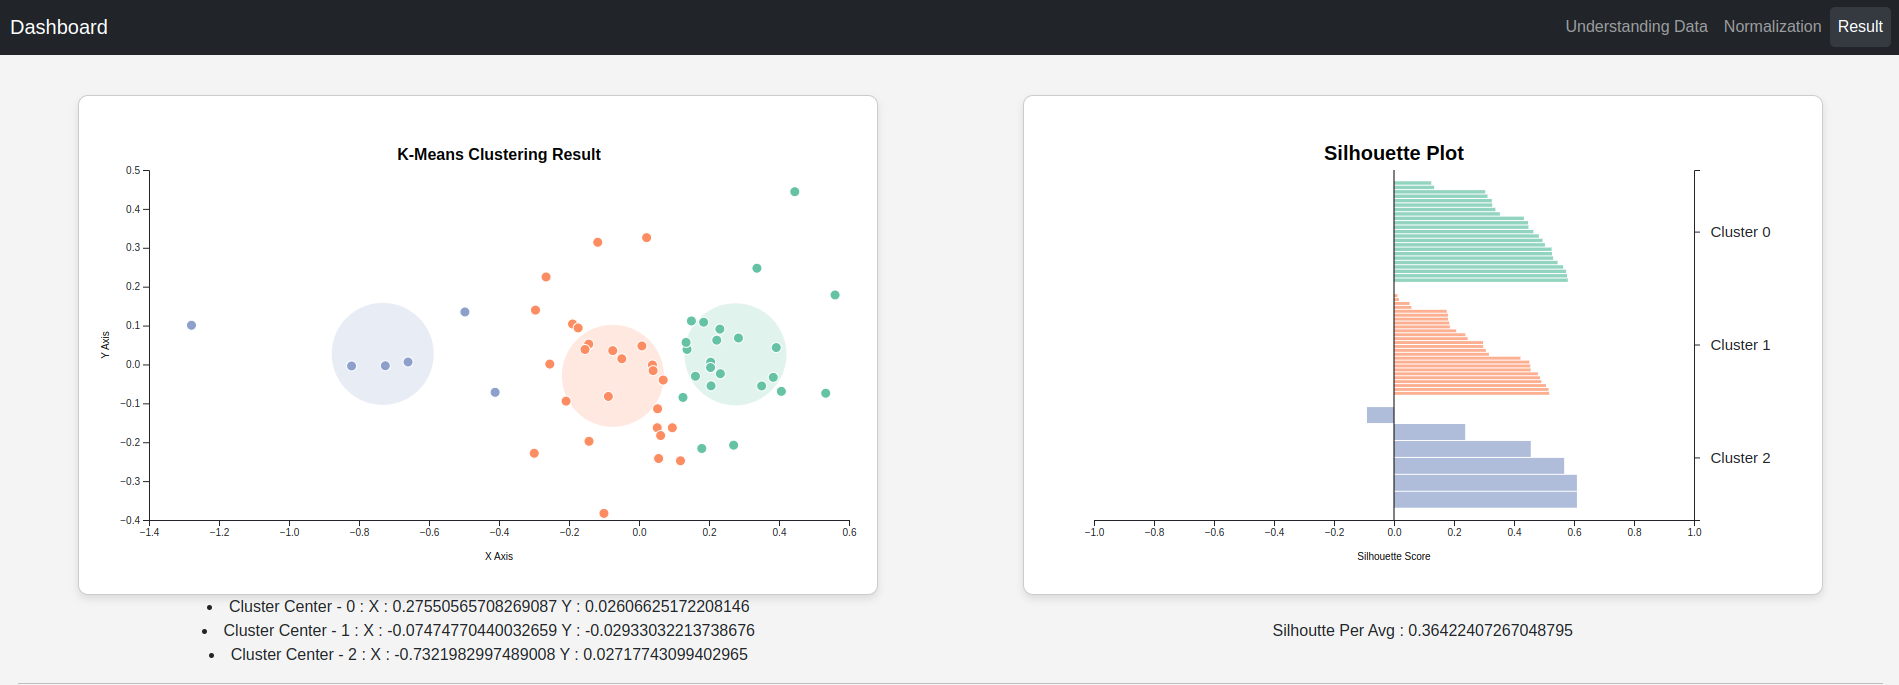 Dashboard
Understanding Data Normalization Result
K-Means Clustering Result
0.5
0.4
0.3
0.2
0.1
0.0
−0.1
−0.2
−0.3
−0.4
Y Axis
−1.4 −1.2 −1.0 −0.8 −0.6 −0.4 −0.2 0.0 0.2 0.4 0.6
X Axis
Silhouette Plot
Cluster 0
Cluster 1
Cluster 2
−1.0 −0.8 −0.6 −0.4 −0.2 0.0 0.2 0.4 0.6 0.8 1.0
Silhouette Score
• Cluster Center - 0 : X : 0.27550565708269087 Y : 0.02606625172208146
• Cluster Center - 1 : X : -0.07474770440032659 Y : -0.02933032213738676
• Cluster Center - 2 : X : -0.7321982997489008 Y : 0.02717743099402965
Silhoutte Per Avg : 0.36422407267048795